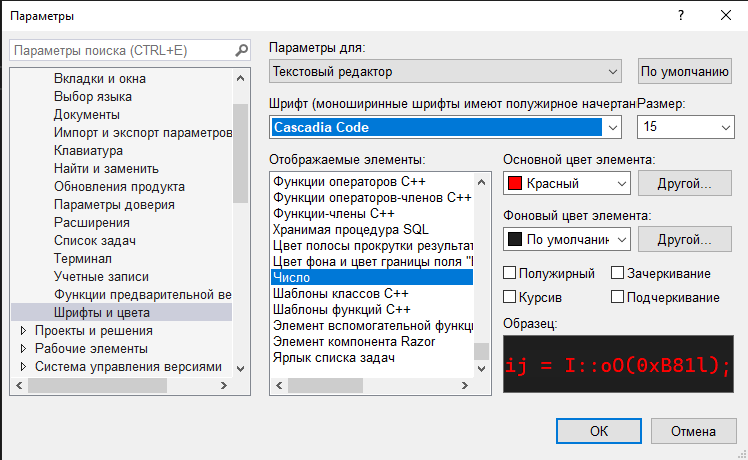 Параметры
Параметры поиска (CTRL+E)
Вкладки и окна
Выбор языка
Документы
Импорт и экспорт параметров
Клавиатура
Найти и заменить
Обновления продукта
Параметры доверия
Расширения
Список задач
Терминал
Учетные записи
Функции предварительной ве
Шрифты и цвета
Проекты и решения
Рабочие элементы
Система управления версиями
Параметры для:
Текстовый редактор
По умолчанию
Шрифт (моноширинные шрифты имеют полужирное начертан
Размер:
Cascadia Code
15
Отображаемые элементы:
Функции операторов C++
Функции операторов-членов C++
Функции-члены C++
Хранимая процедура SQL
Цвет полосы прокрутки результат
Цвет фона и цвет границы поля "
Число
Шаблоны классов C++
Шаблоны функций C++
Элемент вспомогательной функци
Элемент компонента Razor
Ярлык списка задач
Основной цвет элемента:
Красный
Другой...
Фоновый цвет элемента:
По умолчани
Другой...
Полужирный
Зачеркивание
Курсив
Подчеркивание
Образец:
ij = I::oO(0xB81l);
ОК
Отмена